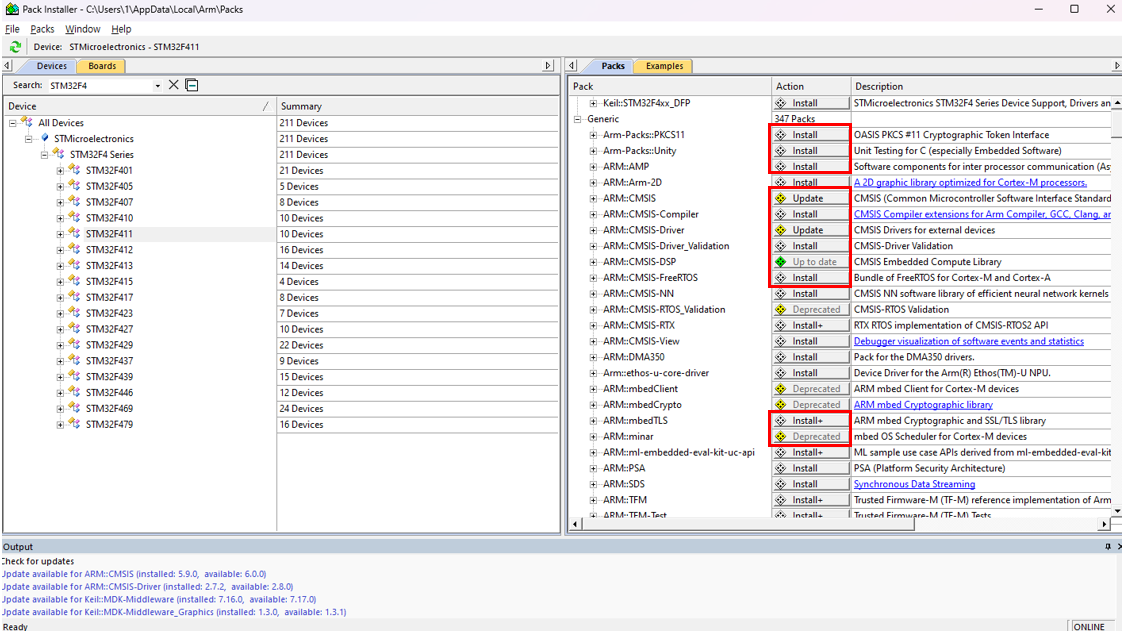 Pack Installer - C:\Users\1\AppData\Local\Arm\Packs
File Packs Window Help
Device: STMicroelectronics - STM32F411
Devices Boards
Search: STM32F4
Device / Summary
All Devices 211 Devices
STMicroelectronics 211 Devices
STM32F4 Series 211 Devices
STM32F401 21 Devices
STM32F405 5 Devices
STM32F407 8 Devices
STM32F410 10 Devices
STM32F411 10 Devices
STM32F412 16 Devices
STM32F413 14 Devices
STM32F415 4 Devices
STM32F417 8 Devices
STM32F423 7 Devices
STM32F427 10 Devices
STM32F429 22 Devices
STM32F437 9 Devices
STM32F439 15 Devices
STM32F446 12 Devices
STM32F469 24 Devices
STM32F479 16 Devices
Packs Examples
Pack Action Description
Keil::STM32F4xx_DFP Install STMicroelectronics STM32F4 Series Device Support, Drivers an
Generic 347 Packs
Arm-Packs::PKCS11 Install OASIS PKCS #11 Cryptographic Token Interface
Arm-Packs::Unity Install Unit Testing for C (especially Embedded Software)
ARM::AMP Install Software components for inter processor communication (As
ARM::Arm-2D Install A 2D graphic library optimized for Cortex-M processors.
ARM::CMSIS Update CMSIS (Common Microcontroller Software Interface Standard
ARM::CMSIS-Compiler Install CMSIS Compiler extensions for Arm Compiler, GCC, Clang, ar
ARM::CMSIS-Driver Update CMSIS Drivers for external devices
ARM::CMSIS-Driver_Validation Install CMSIS-Driver Validation
ARM::CMSIS-DSP Up to date CMSIS Embedded Compute Library
ARM::CMSIS-FreeRTOS Install Bundle of FreeRTOS for Cortex-M and Cortex-A
ARM::CMSIS-NN Install CMSIS NN software library of efficient neural network kernels
ARM::CMSIS-RTOS_Validation Deprecated CMSIS-RTOS Validation
ARM::CMSIS-RTX Install+ RTX RTOS implementation of CMSIS-RTOS2 API
ARM::CMSIS-View Install Debugger visualization of software events and statistics
ARM::DMA350 Install Pack for the DMA350 drivers.
Arm::ethos-u-core-driver Install Device Driver for the Arm(R) Ethos(TM)-U NPU.
ARM::mbedClient Deprecated ARM mbed Client for Cortex-M devices
ARM::mbedCrypto Deprecated ARM mbed Cryptographic library
ARM::mbedTLS Install+ ARM mbed Cryptographic and SSL/TLS library
ARM::minar Deprecated mbed OS Scheduler for Cortex-M devices
ARM::ml-embedded-eval-kit-uc-api Install+ ML sample use case APIs derived from ml-embedded-eval-kit
ARM::PSA Install PSA (Platform Security Architecture)
ARM::SDS Install Synchronous Data Streaming
ARM::TFM Install+ Trusted Firmware-M (TF-M) reference implementation of Arm
ARM::TFM-Test Install+ Trusted Firmware-M (TF-M) Tests
Output
Check for updates
Update available for ARM::CMSIS (installed: 5.9.0, available: 6.0.0)
Update available for ARM::CMSIS-Driver (installed: 2.7.2, available: 2.8.0)
Update available for Keil::MDK-Middleware (installed: 7.16.0, available: 7.17.0)
Update available for Keil::MDK-Middleware_Graphics (installed: 1.3.0, available: 1.3.1)
Ready ONLINE